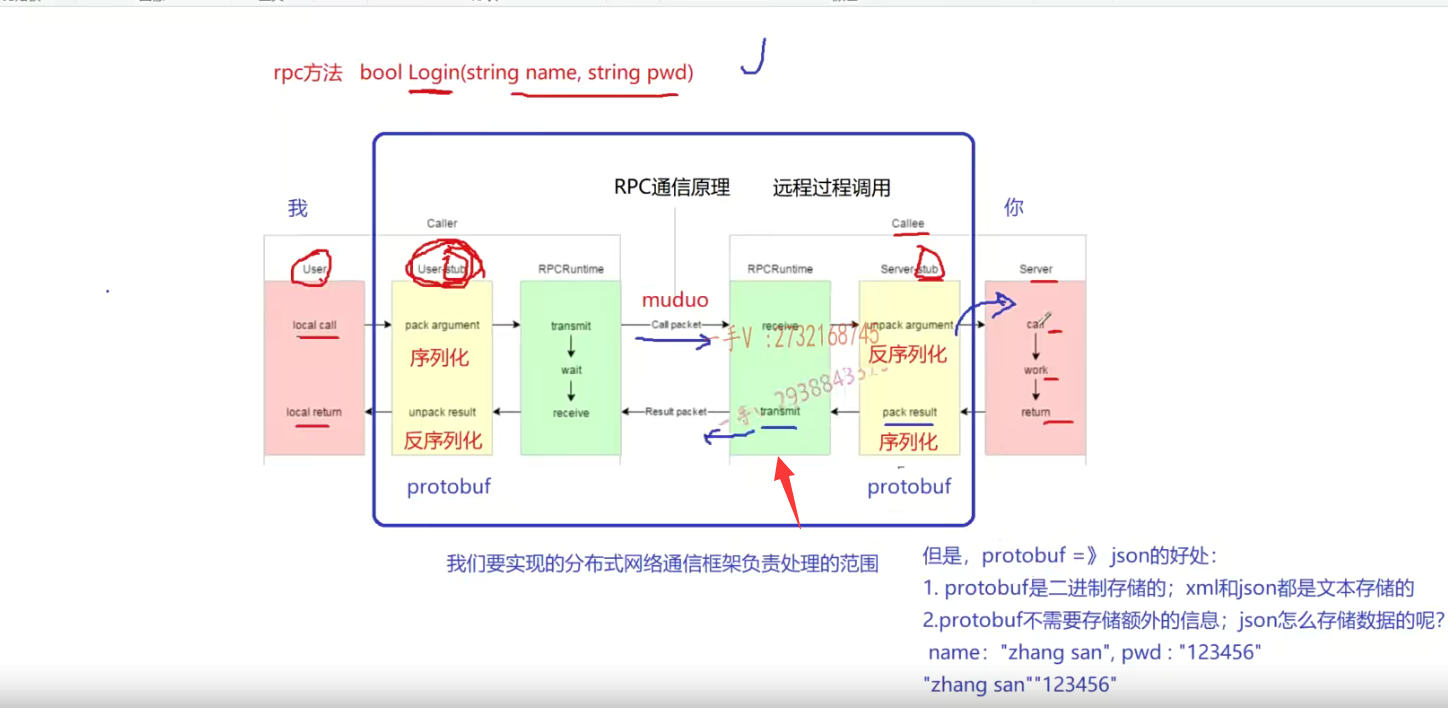 rpc方法 bool Login(string name, string pwd)
RPC通信原理 远程过程调用
我
你
Caller
Callee
User
User-stub
RPCRuntime
RPCRuntime
Server-stub
Server
muduo
local call
pack argument
transmit
Call packet
receive
unpack argument
call
一手V :2732168745
序列化
反序列化
wait
work
local return
unpack result
receive
Result packet
transmit
pack result
return
反序列化
序列化
protobuf
protobuf
我们要实现的分布式网络通信框架负责处理的范围
但是，protobuf =》json的好处：
1. protobuf是二进制存储的；xml和json都是文本存储的
2.protobuf不需要存储额外的信息；json怎么存储数据的呢？
name："zhang san", pwd : "123456"
"zhang san""123456"